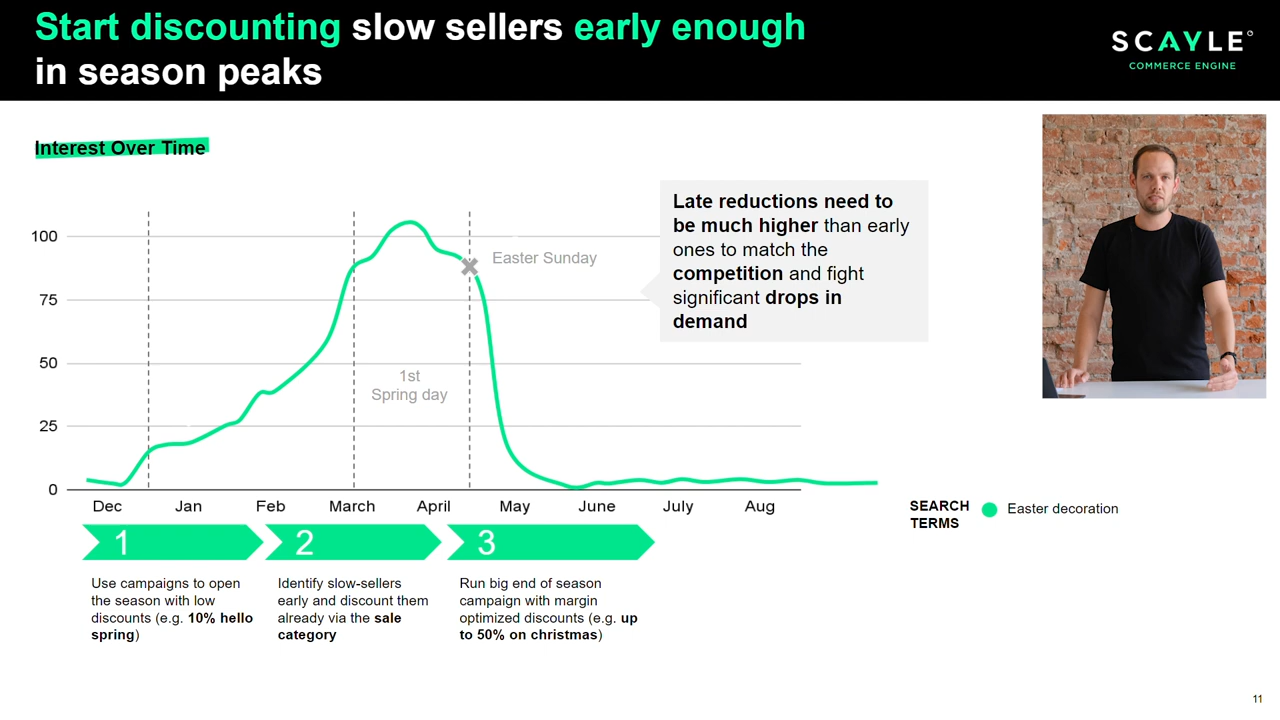 Start discounting slow sellers early enough
in season peaks
SCAYLE
COMMERCE ENGINE
Interest Over Time
Late reductions need to
be much higher than early
ones to match the
competition and fight
significant drops in
demand
100
75
50
25
0
Easter Sunday
1st
Spring day
Dec Jan Feb March April May June July Aug
SEARCH
TERMS
Easter decoration
1
2
3
Use campaigns to open
the season with low
discounts (e.g. 10% hello
spring)
Identify slow-sellers
early and discount them
already via the sale
category
Run big end of season
campaign with margin
optimized discounts (e.g. up
to 50% on christmas)
11